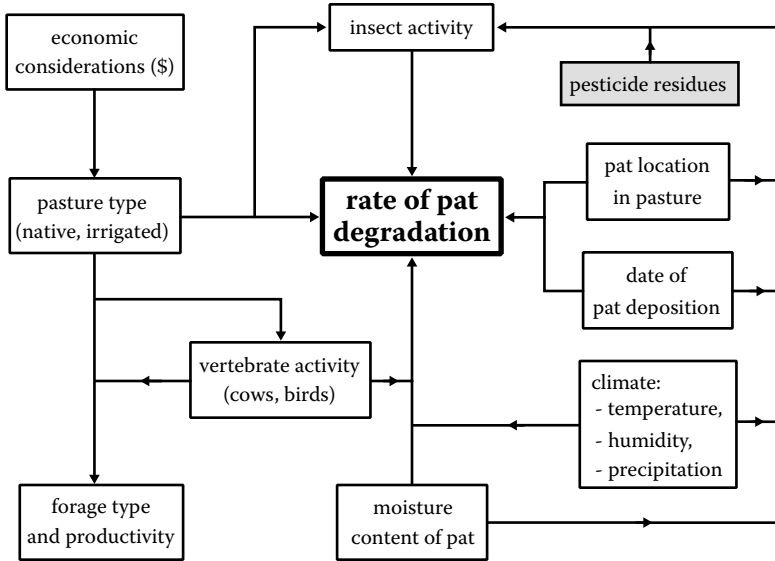 economic
considerations ($)
insect activity
pesticide residues
pasture type
(native, irrigated)
rate of pat
degradation
pat location
in pasture
date of
pat deposition
vertebrate activity
(cows, birds)
climate:
- temperature,
- humidity,
- precipitation
forage type
and productivity
moisture
content of pat